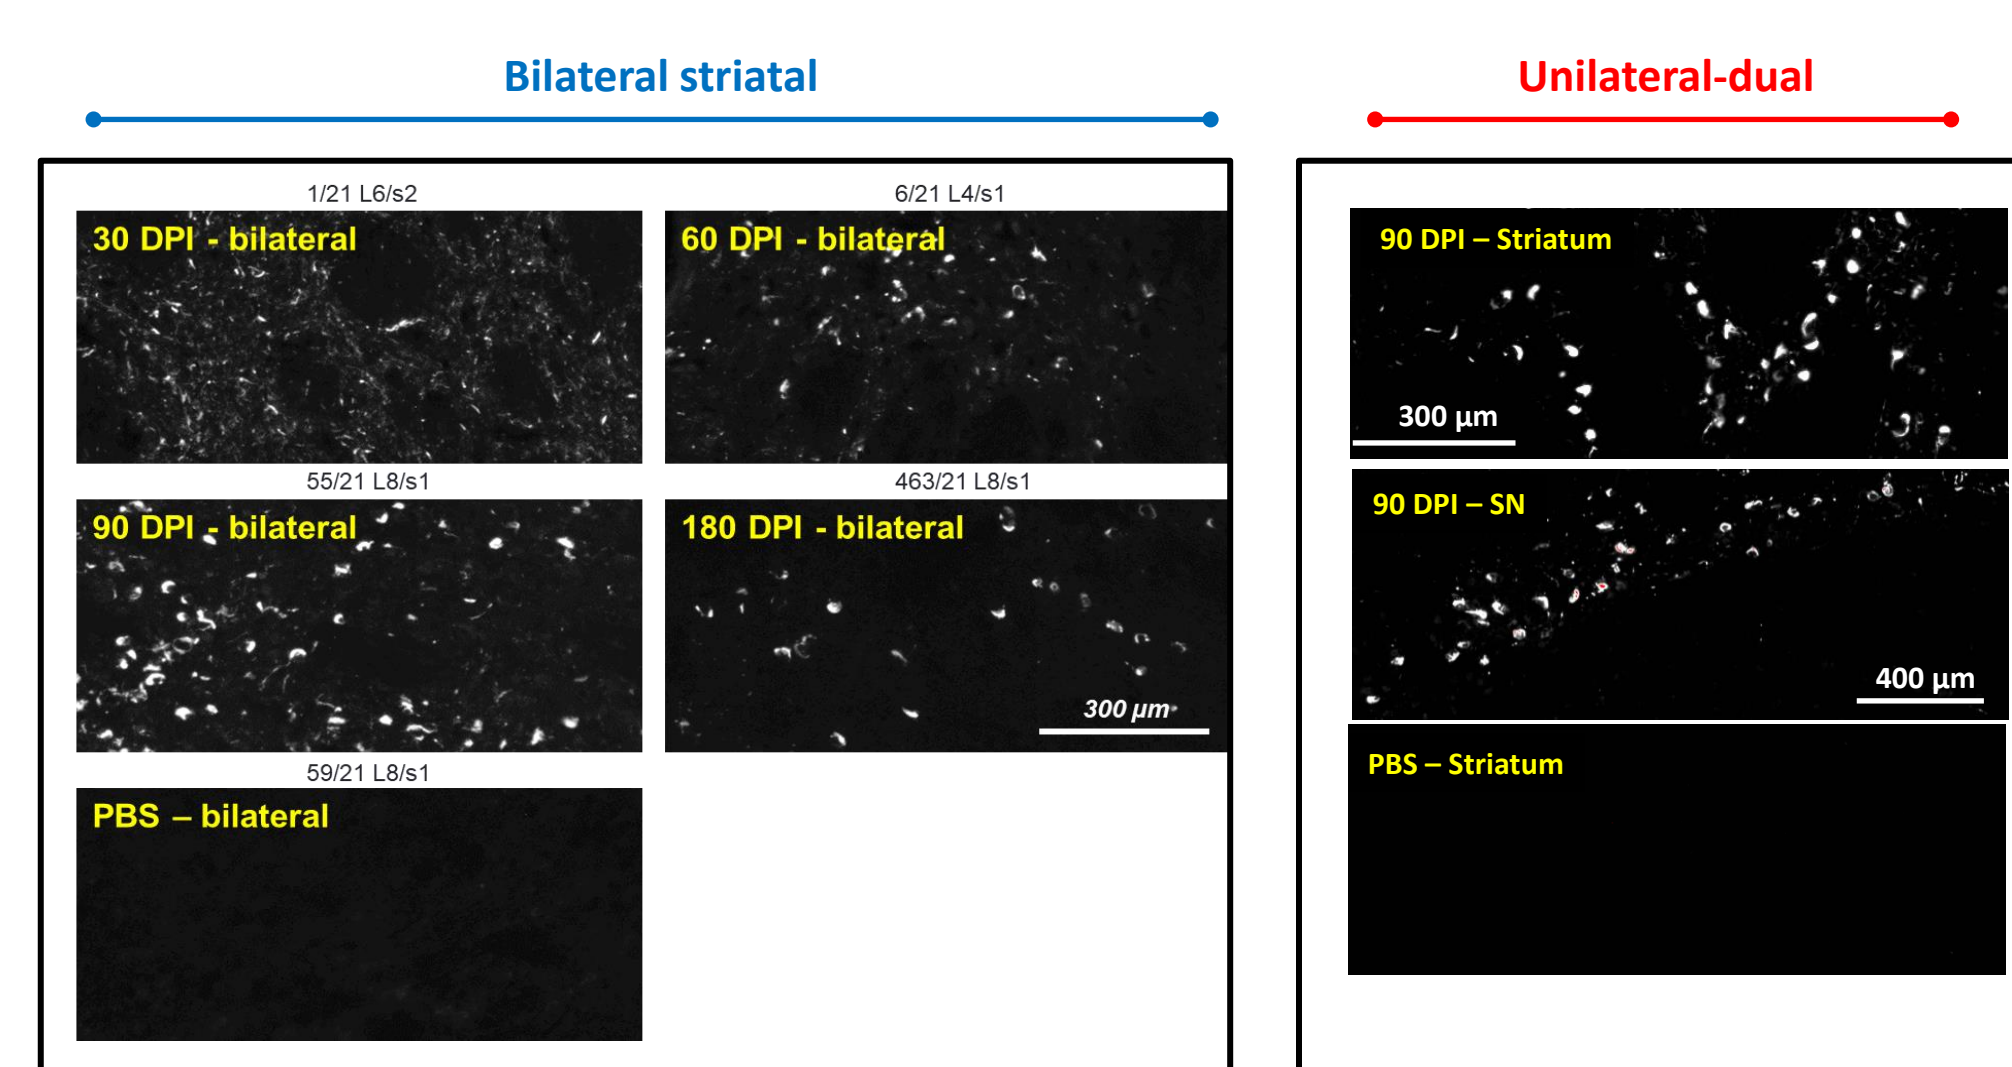 Bilateral striatal
1/21 L6/s2
30 DPI - bilateral
6/21 L4/s1
60 DPI - bilateral
55/21 L8/s1
90 DPI - bilateral
463/21 L8/s1
180 DPI - bilateral
300 μm
59/21 L8/s1
PBS – bilateral
Unilateral-dual
90 DPI – Striatum
300 μm
90 DPI – SN
400 μm
PBS – Striatum